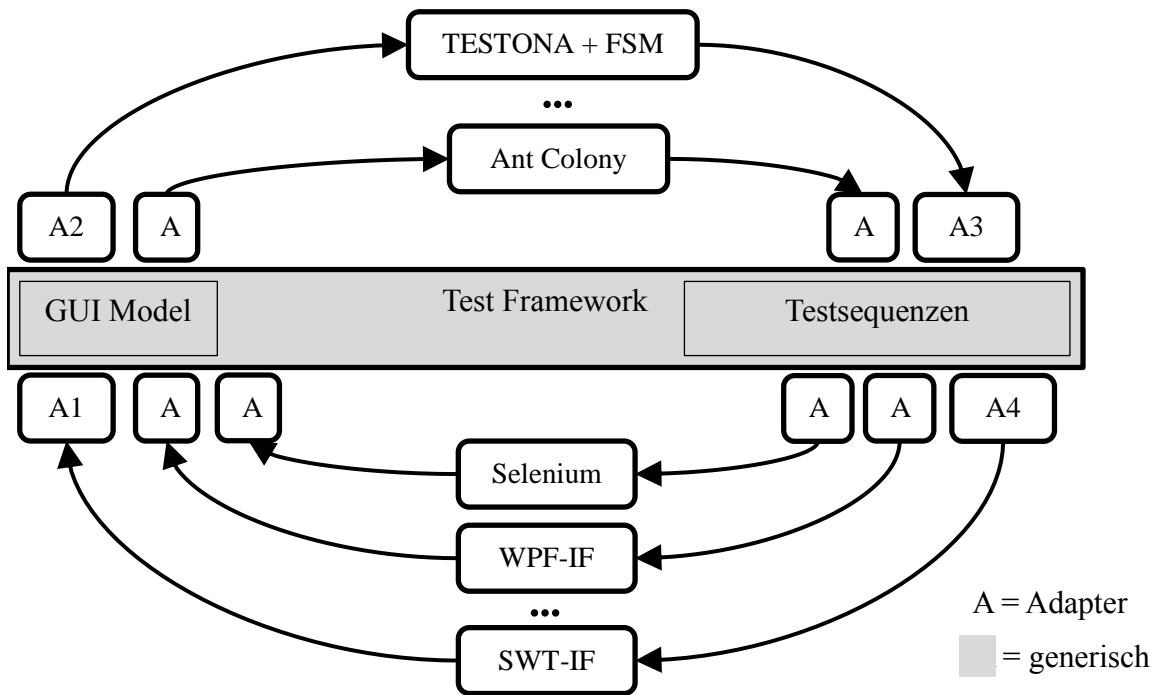 TESTONA + FSM
...
Ant Colony
A2
A
A
A3
GUI Model
Test Framework
Testsequenzen
A1
A
A
A
A
A4
Selenium
WPF-IF
...
SWT-IF
A = Adapter
= generisch